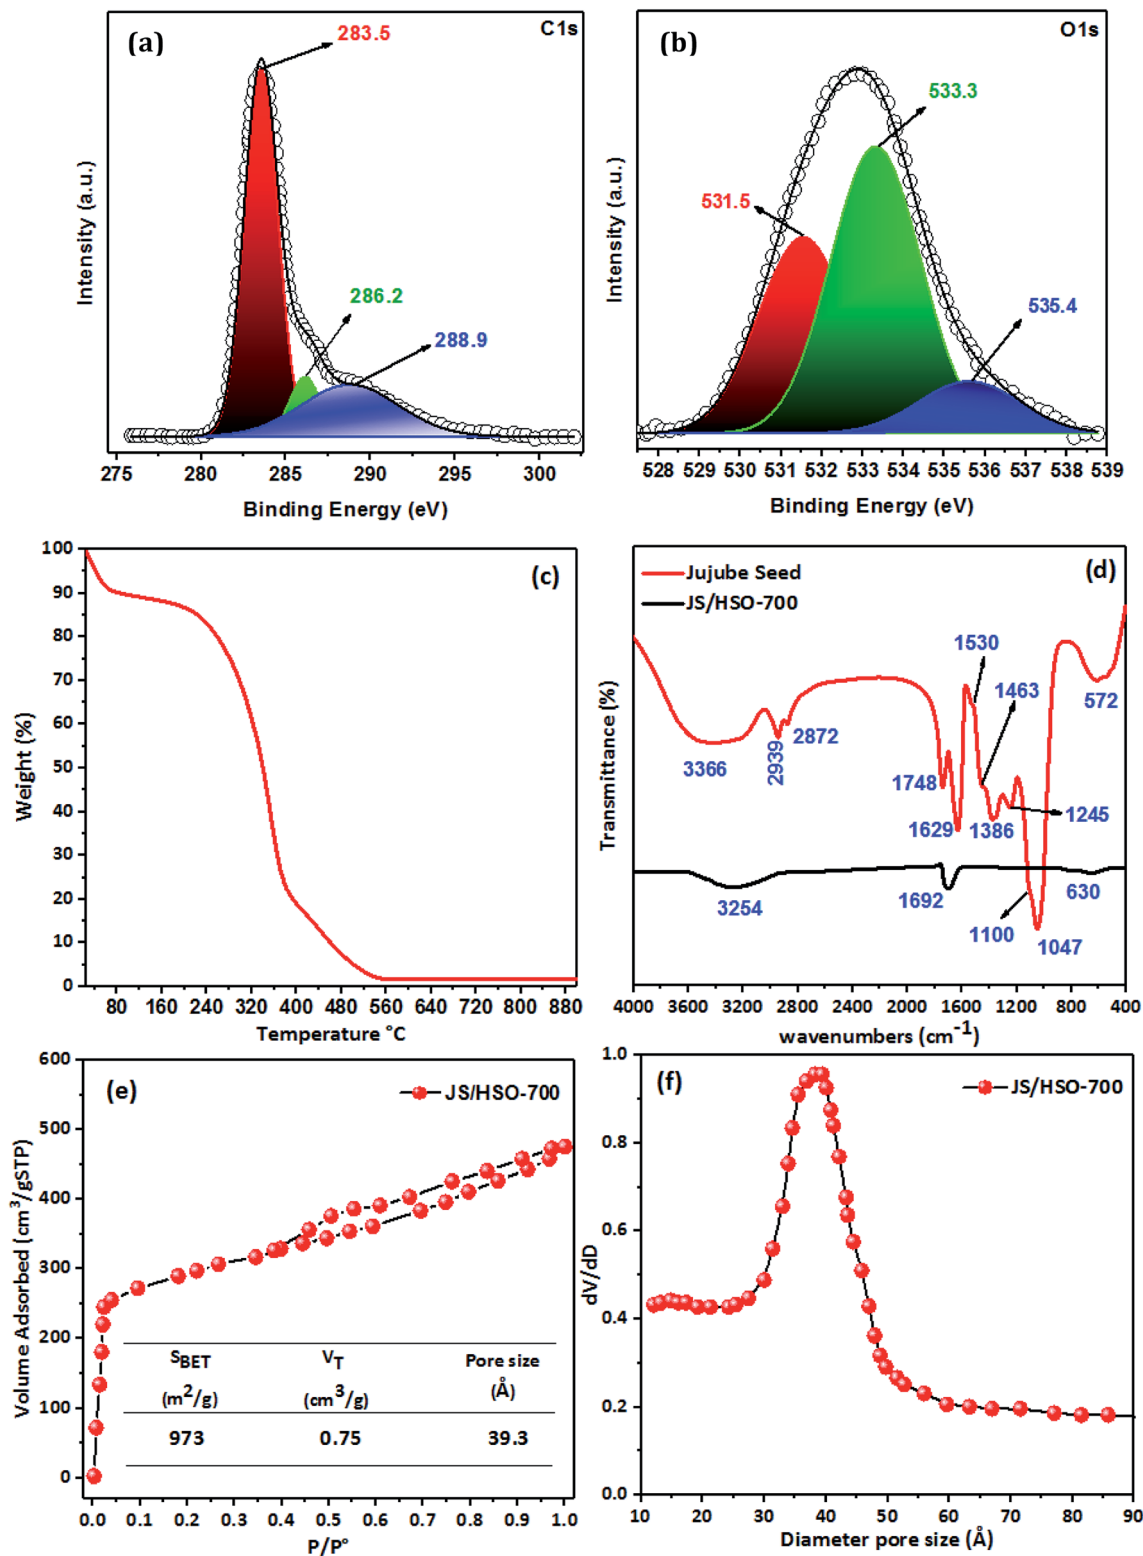 (a)
C1s
283.5
286.2
288.9
Intensity (a.u.)
275 280 285 290 295 300
Binding Energy (eV)
(b)
O1s
533.3
531.5
535.4
Intensity (a.u.)
528 529 530 531 532 533 534 535 536 537 538 539
Binding Energy (eV)
(c)
100
90
80
70
60
50
40
30
20
10
0
Weight (%)
80 160 240 320 400 480 560 640 720 800 880
Temperature °C
Jujube Seed
JS/HSO-700
(d)
1530
1463
572
3366
2939
2872
1748
1629
1386
1245
3254
1692
630
1100
1047
Transmittance (%)
4000 3200 2400 2000 1600 1200 800 400
wavenumbers (cm⁻¹)
(e)
JS/HSO-700
600
500
400
300
200
100
0
Volume Adsorbed (cm³/gSTP)
S_BET V_T Pore size
(m²/g) (cm³/g) (Å)
973 0.75 39.3
0.0 0.1 0.2 0.3 0.4 0.5 0.6 0.7 0.8 0.9 1.0
P/P°
(f)
JS/HSO-700
1.0
0.8
0.6
0.4
0.2
0.0
dV/dD
10 20 30 40 50 60 70 80 90
Diameter pore size (Å)